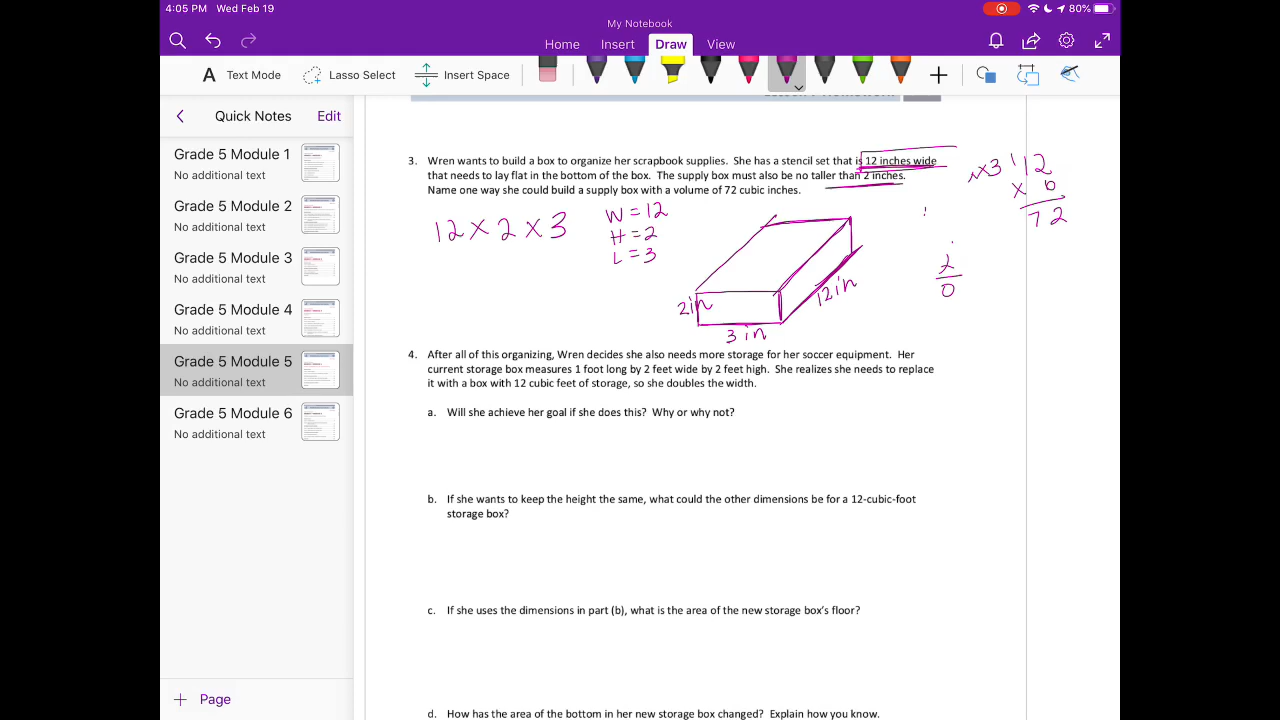 4:05 PM Wed Feb 19
80%
My Notebook
Home Insert Draw View
Text Mode
Lasso Select
Insert Space
Quick Notes
Edit
Grade 5 Module 1
No additional text
Grade 5 Module 2
No additional text
Grade 5 Module 3
No additional text
Grade 5 Module 4
No additional text
Grade 5 Module 5
No additional text
Grade 5 Module 6
No additional text
Page
3. Wren wants to build a box to organize her scrapbook supplies. She has a stencil set that is 12 inches wide
that needs to lay flat in the bottom of the box. The supply box must also be no taller than 2 inches.
Name one way she could build a supply box with a volume of 72 cubic inches.
12 x 2 x 3
W = 12
H = 2
L = 3
2 in
3 in
12 in
x3
12
x 6
72
2
0
4. After all of this organizing, Wren decides she also needs more storage for her soccer equipment. Her
current storage box measures 1 foot long by 2 feet wide by 2 feet high. She realizes she needs to replace
it with a box with 12 cubic feet of storage, so she doubles the width.
a. Will she achieve her goal if she does this? Why or why not?
b. If she wants to keep the height the same, what could the other dimensions be for a 12-cubic-foot
storage box?
c. If she uses the dimensions in part (b), what is the area of the new storage box's floor?
d. How has the area of the bottom in her new storage box changed? Explain how you know.